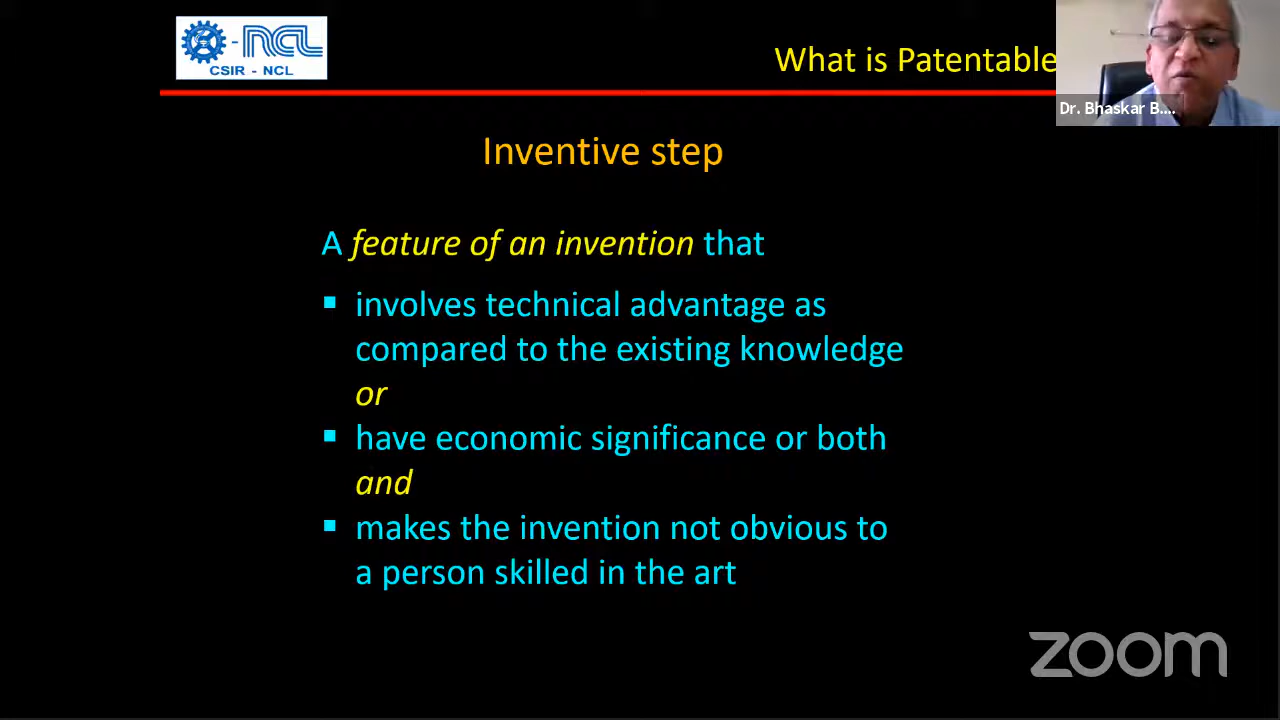 NCL
CSIR - NCL
What is Patentable
Dr. Bhaskar B....
Inventive step
A feature of an invention that
▪ involves technical advantage as
compared to the existing knowledge
or
▪ have economic significance or both
and
▪ makes the invention not obvious to
a person skilled in the art
zoom